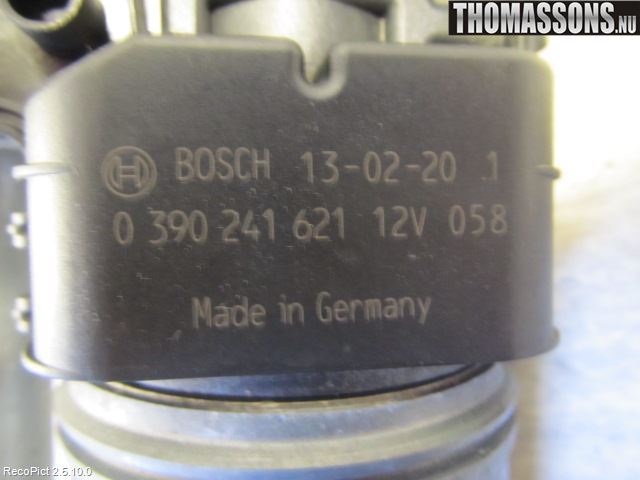 THOMASSONS.NU
BOSCH 13-02-20 1
0 390 241 621 12V 058
Made in Germany
RecoPict 2.5.10.0